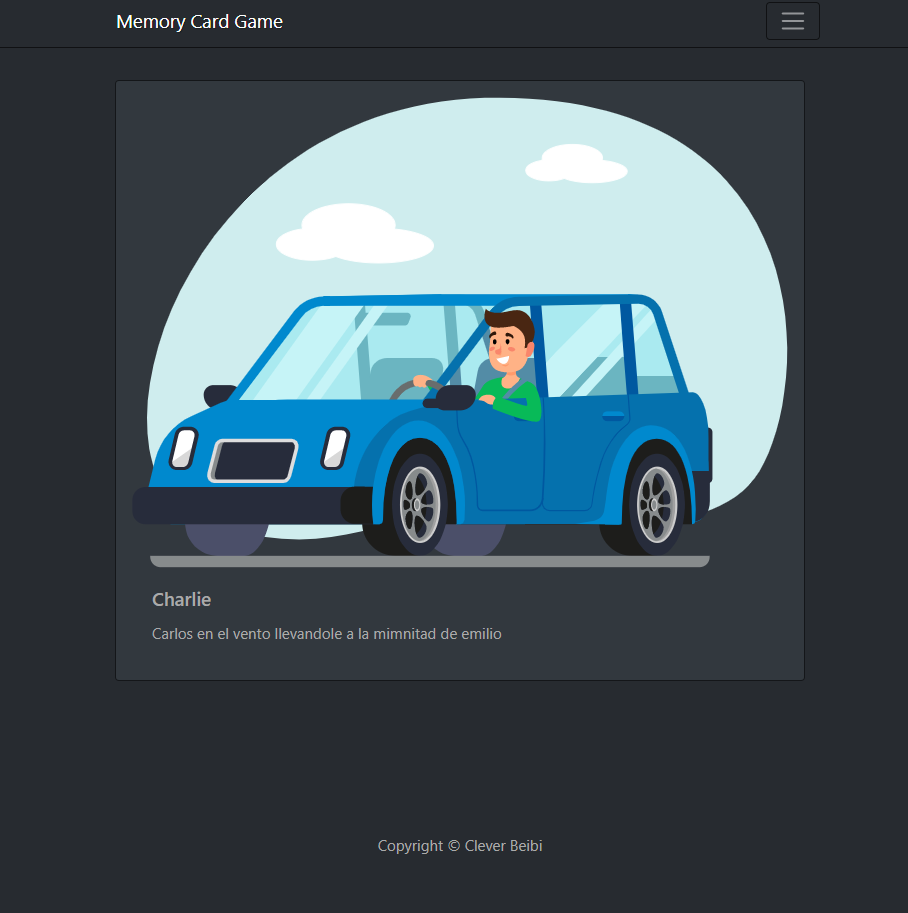 Memory Card Game
Charlie
Carlos en el vento llevandole a la mimnitad de emilio
Copyright © Clever Beibi